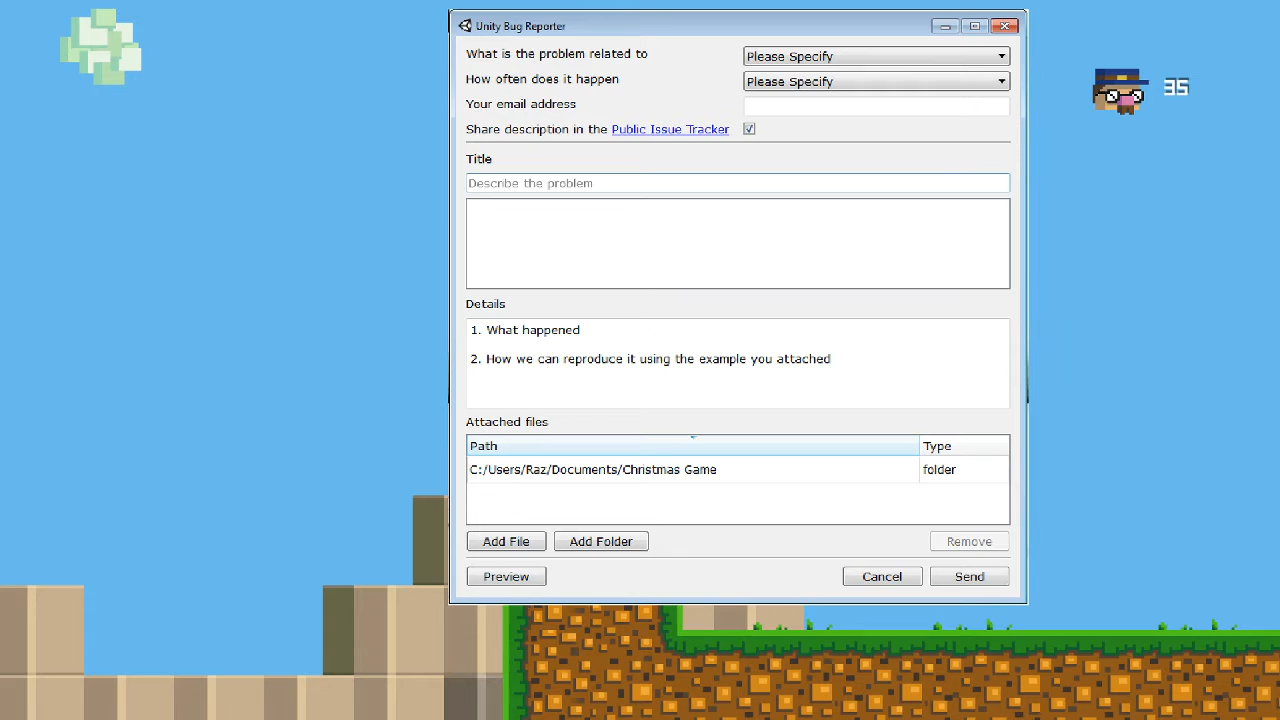 Unity Bug Reporter
What is the problem related to
Please Specify
How often does it happen
Please Specify
Your email address
Share description in the Public Issue Tracker
Title
Describe the problem
Details
1. What happened
2. How we can reproduce it using the example you attached
Attached files
Path Type
C:/Users/Raz/Documents/Christmas Game folder
Add File Add Folder Remove
Preview Cancel Send
35